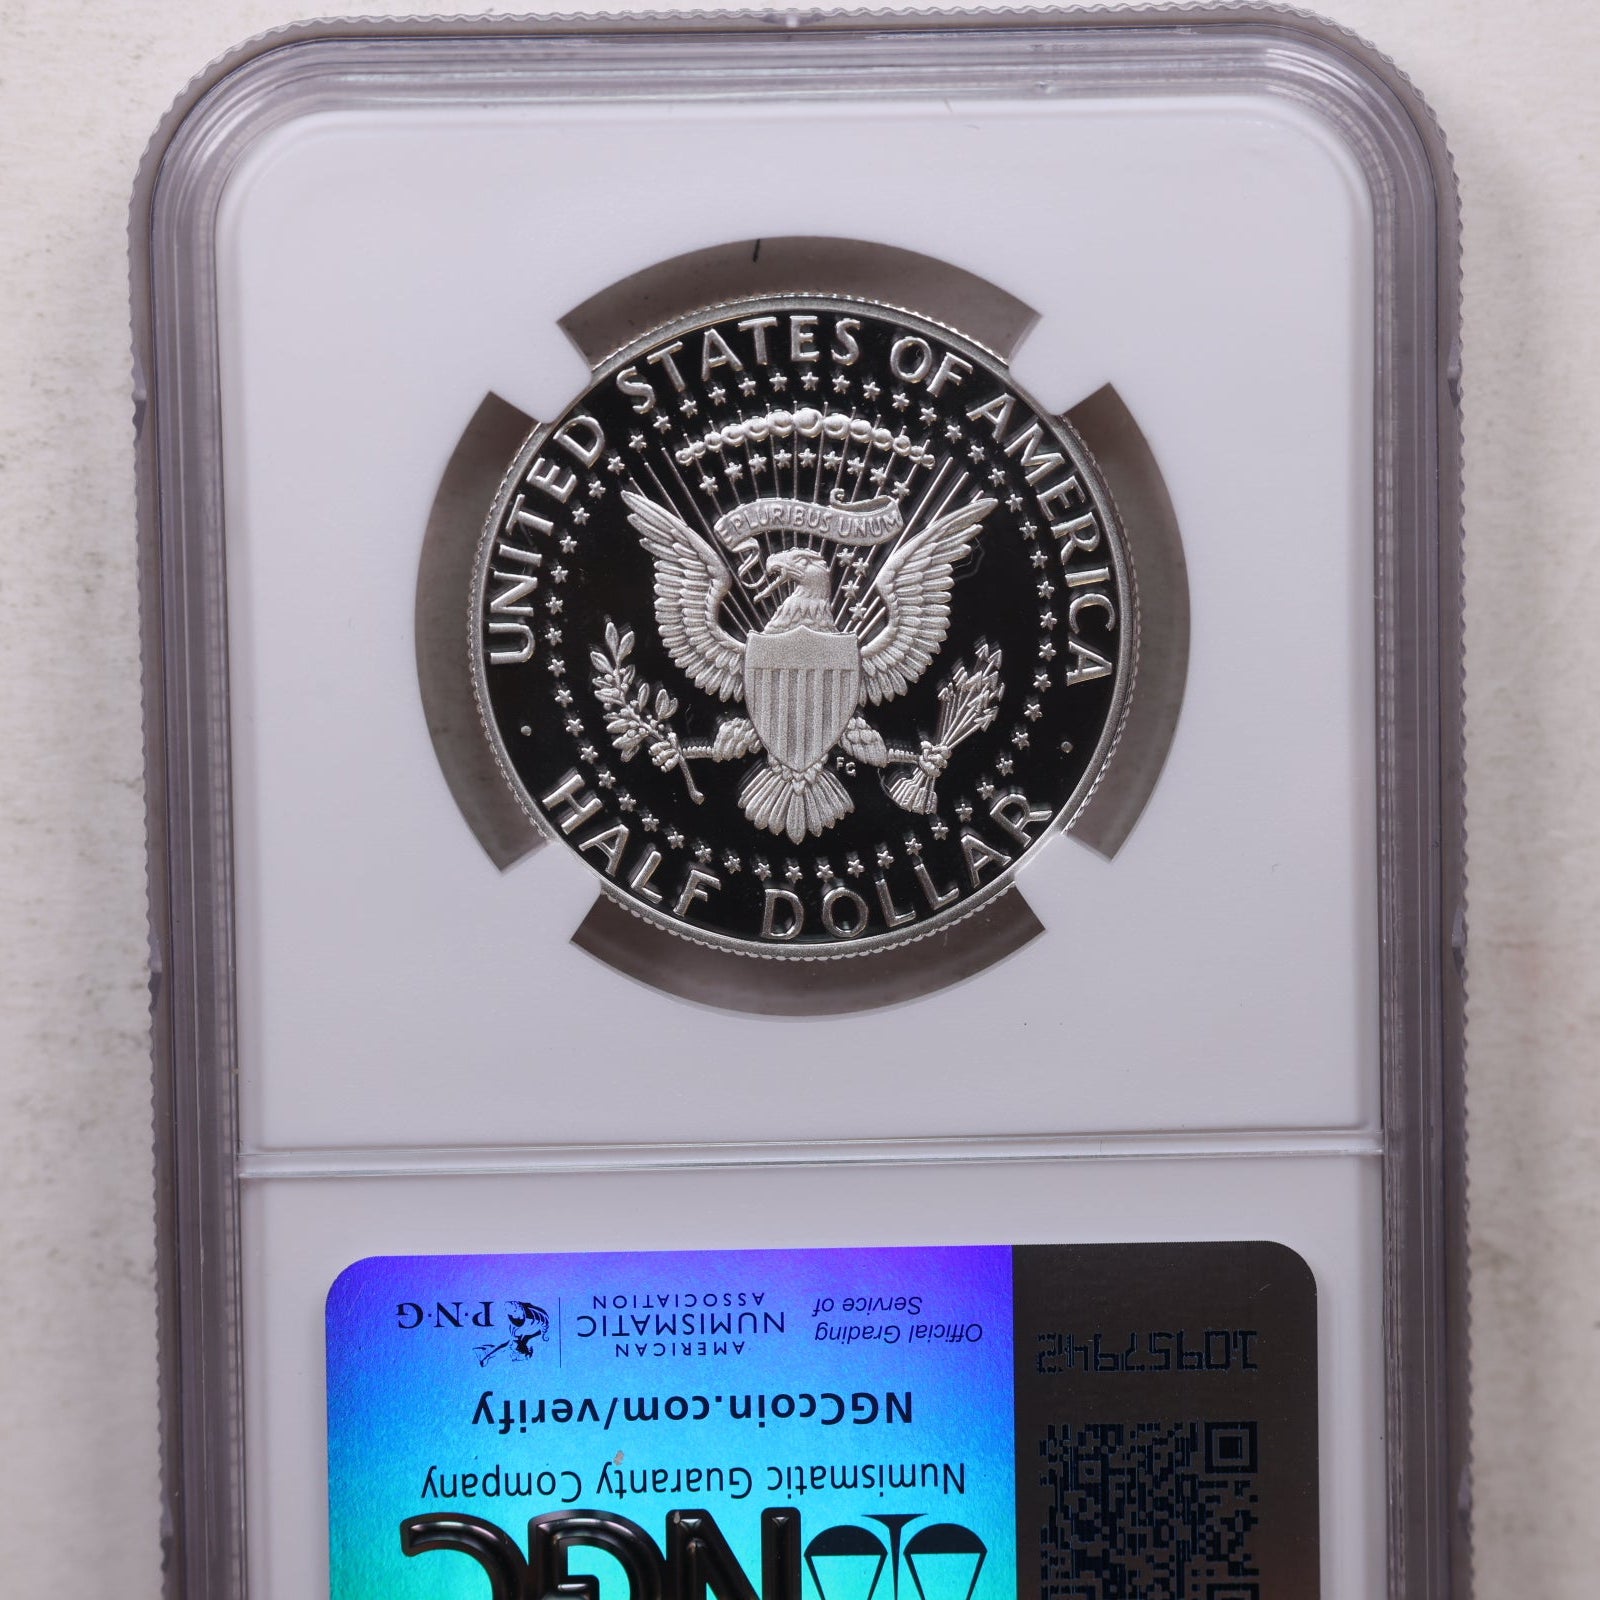 UNITED STATES OF AMERICA
PLURIBUS UNUM
FG
HALF DOLLAR
NGC
Numismatic Guaranty Company
NGCcoin.com/verify
Official Grading
Service of
AMERICAN
NUMISMATIC
ASSOCIATION
P·N·G
10957942